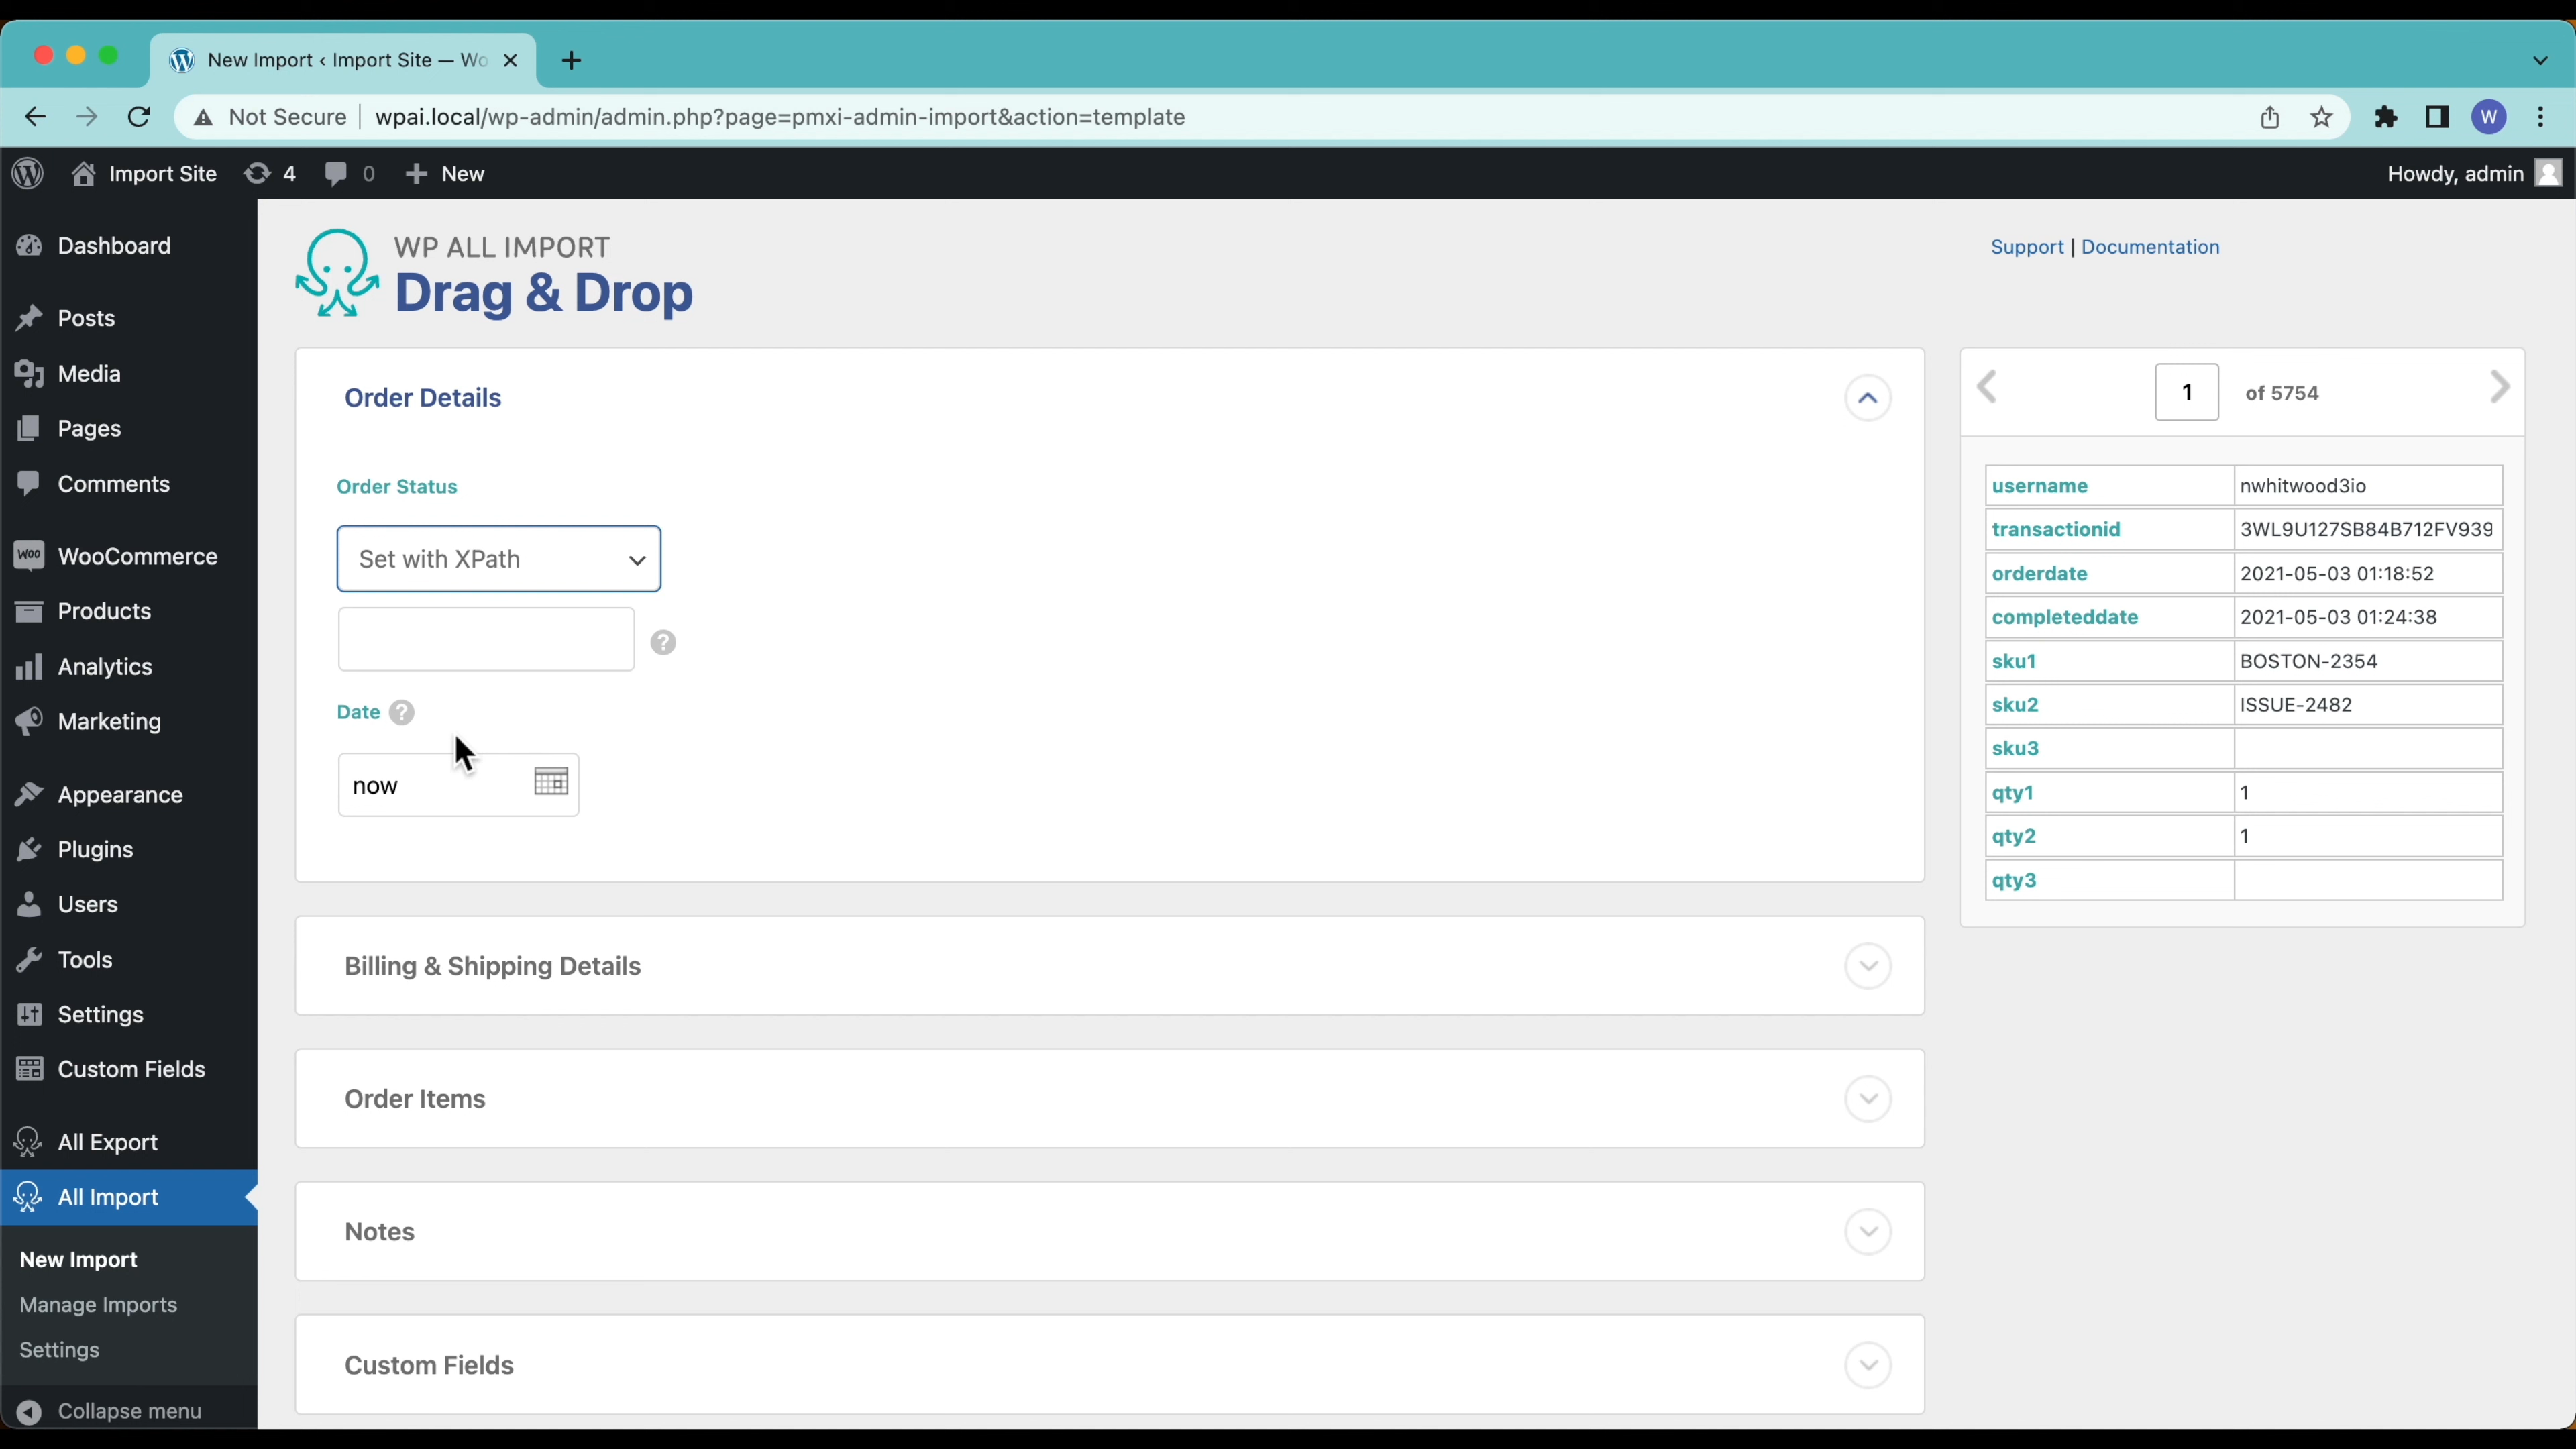 New Import ‹ Import Site — Wo
Not Secure
wpai.local/wp-admin/admin.php?page=pmxi-admin-import&action=template
W
Import Site
4
0
New
Howdy, admin
Dashboard
Posts
Media
Pages
Comments
Woo WooCommerce
Products
Analytics
Marketing
Appearance
Plugins
Users
Tools
Settings
Custom Fields
All Export
All Import
New Import
Manage Imports
Settings
Collapse menu
WP ALL IMPORT
Drag & Drop
Support | Documentation
Order Details
Order Status
Set with XPath
?
Date ?
now
Billing & Shipping Details
Order Items
Notes
Custom Fields
1 of 5754
username nwhitwood3io
transactionid 3WL9U127SB84B712FV939
orderdate 2021-05-03 01:18:52
completeddate 2021-05-03 01:24:38
sku1 BOSTON-2354
sku2 ISSUE-2482
sku3
qty1 1
qty2 1
qty3